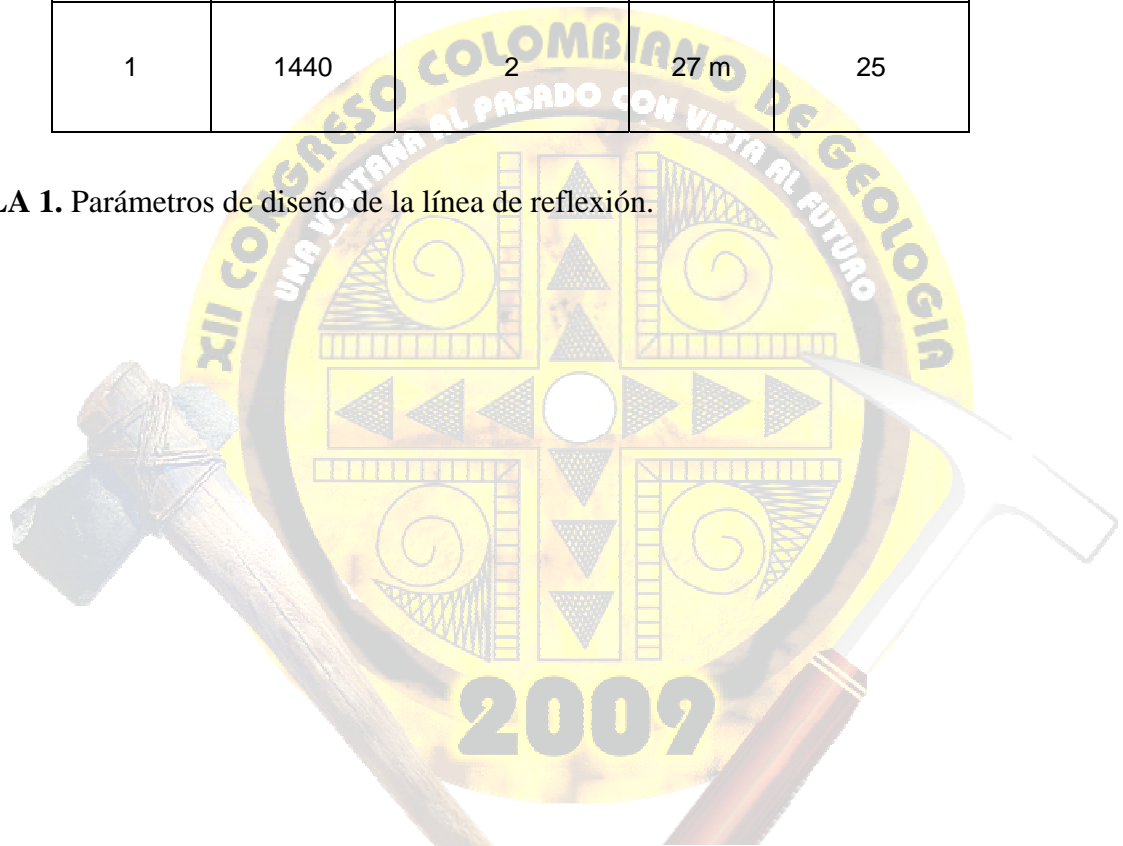 1 1440 2 27 m 25
LA 1. Parámetros de diseño de la línea de reflexión.
XII CONGRESO COLOMBIANO DE GEOLOGIA
UNA VENTANA AL PASADO CON VISTA AL FUTURO
2009